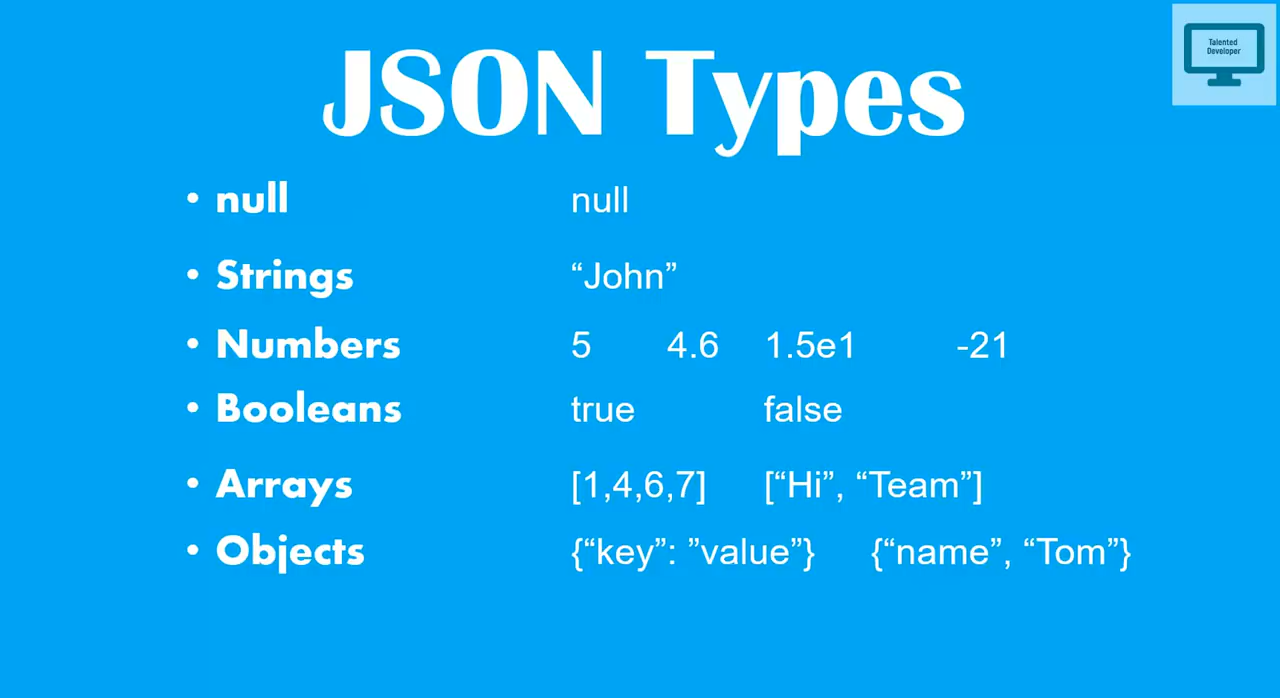 Talented
Developer
JSON Types
• null null
• Strings “John”
• Numbers 5 4.6 1.5e1 -21
• Booleans true false
• Arrays [1,4,6,7] [“Hi”, “Team”]
• Objects {“key”: ”value”} {“name”, “Tom”}